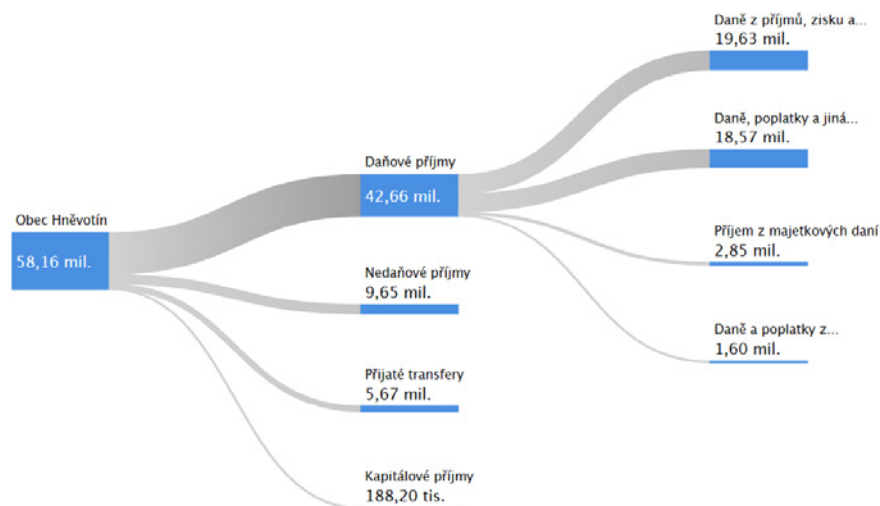 Obec Hněvotín
58,16 mil.
Daňové příjmy
42,66 mil.
Nedaňové příjmy
9,65 mil.
Přijaté transfery
5,67 mil.
Kapitálové příjmy
188,20 tis.
Daně z příjmů, zisku a...
19,63 mil.
Daně, poplatky a jiná...
18,57 mil.
Příjem z majetkových daní
2,85 mil.
Daně a poplatky z...
1,60 mil.